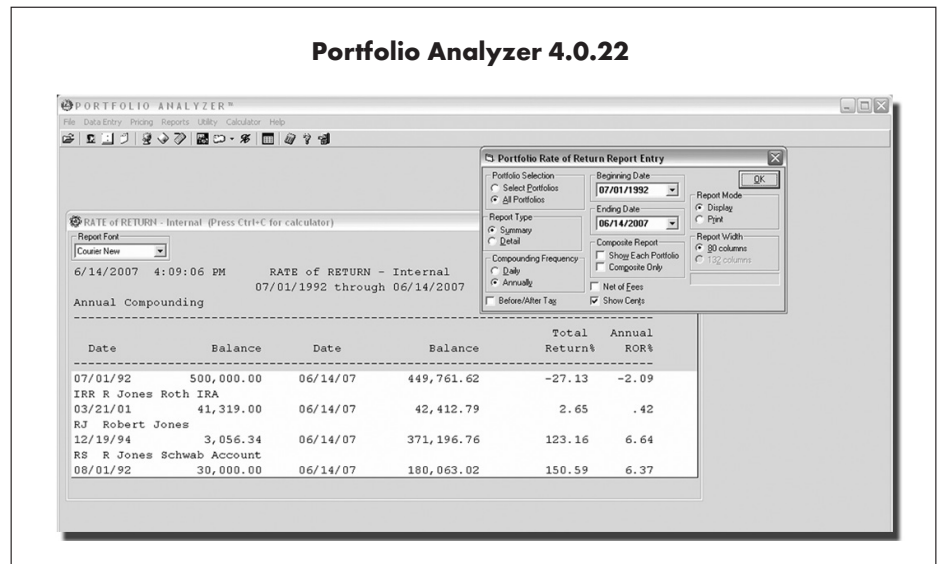 Portfolio Analyzer 4.0.22
PORTFOLIO ANALYZER™
File Data Entry Pricing Reports Utility Calculator Help
Portfolio Rate of Return Report Entry
Portfolio Selection
Select Portfolios
All Portfolios
Beginning Date
07/01/1992
OK
Report Type
Summary
Detail
Ending Date
06/14/2007
Report Mode
Display
Print
Compounding Frequency
Daily
Annually
Composite Report
Show Each Portfolio
Composite Only
Report Width
80 columns
132 columns
Before/After Tax
Net of Fees
Show Cents
RATE of RETURN - Internal (Press Ctrl+C for calculator)
Report Font
Courier New
6/14/2007 4:09:06 PM RATE of RETURN - Internal
07/01/1992 through 06/14/2007
Annual Compounding
Total Annual
Date Balance Date Balance Return% ROR%
07/01/92 500,000.00 06/14/07 449,761.62 -27.13 -2.09
IRR R Jones Roth IRA
03/21/01 41,319.00 06/14/07 42,412.79 2.65 .42
RJ Robert Jones
12/19/94 3,056.34 06/14/07 371,196.76 123.16 6.64
RS R Jones Schwab Account
08/01/92 30,000.00 06/14/07 180,063.02 150.59 6.37